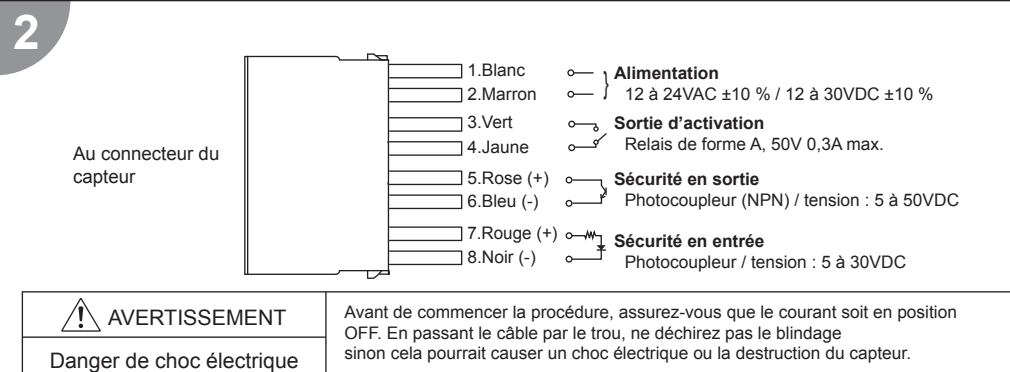 2
1.Blanc
Alimentation
2.Marron
12 à 24VAC ±10 % / 12 à 30VDC ±10 %
3.Vert
Sortie d'activation
4.Jaune
Relais de forme A, 50V 0,3A max.
Au connecteur du
capteur
5.Rose (+)
Sécurité en sortie
6.Bleu (-)
Photocoupleur (NPN) / tension : 5 à 50VDC
7.Rouge (+)
Sécurité en entrée
8.Noir (-)
Photocoupleur / tension : 5 à 30VDC
AVERTISSEMENT
Danger de choc électrique
Avant de commencer la procédure, assurez-vous que le courant soit en position
OFF. En passant le câble par le trou, ne déchirez pas le blindage
sinon cela pourrait causer un choc électrique ou la destruction du capteur.